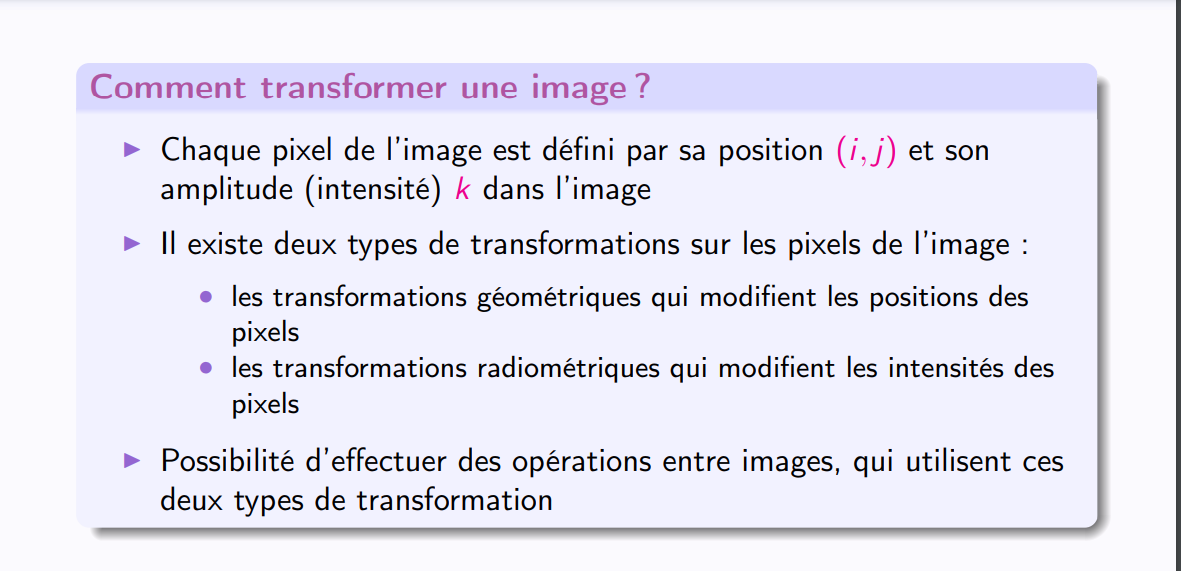 Comment transformer une image ?
▶ Chaque pixel de l'image est défini par sa position (i, j) et son
amplitude (intensité) k dans l'image
▶ Il existe deux types de transformations sur les pixels de l'image :
• les transformations géométriques qui modifient les positions des
pixels
• les transformations radiométriques qui modifient les intensités des
pixels
▶ Possibilité d'effectuer des opérations entre images, qui utilisent ces
deux types de transformation